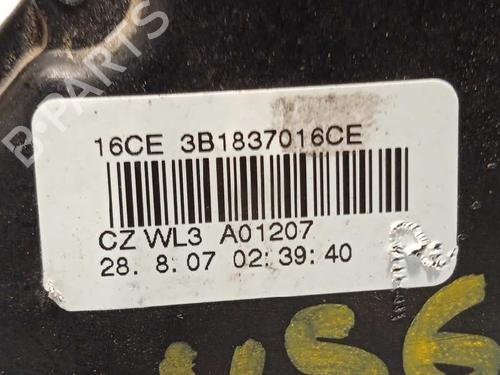 B-PARTS
16CE 3B1837016CE
CZ WL3 A01207
28. 8.07 02:39:40